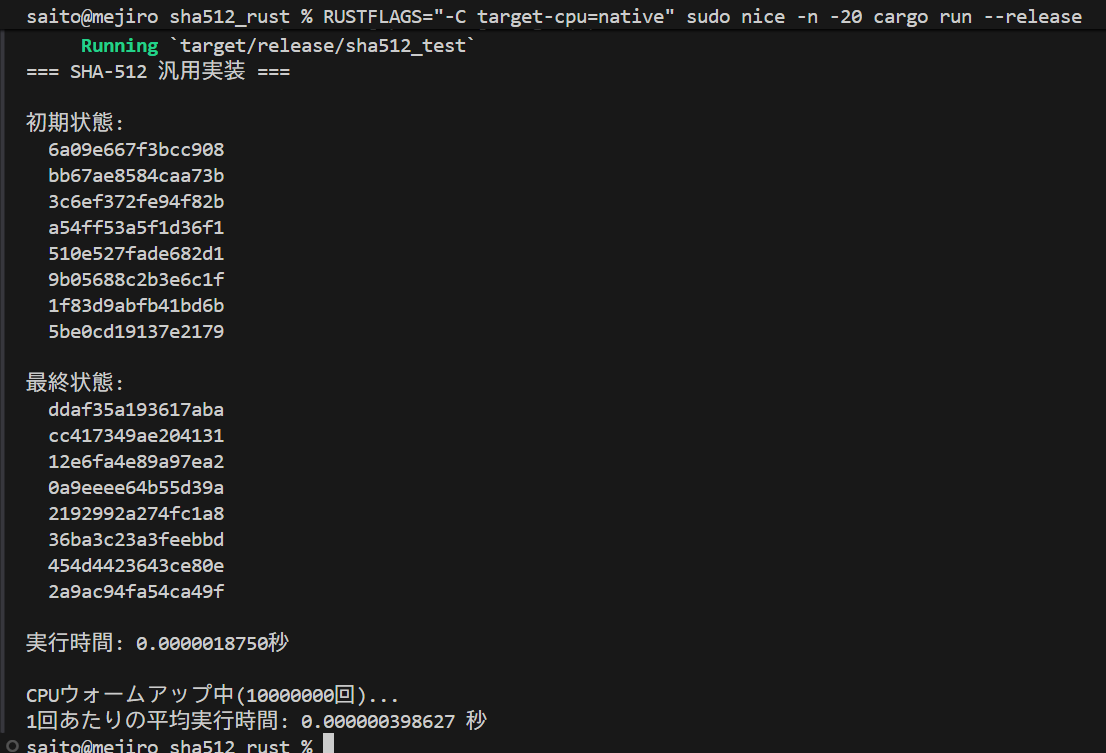 saito@mejiro sha512_rust % RUSTFLAGS="-C target-cpu=native" sudo nice -n -20 cargo run --release
Running `target/release/sha512_test`
=== SHA-512 汎用実装 ===
初期状態:
6a09e667f3bcc908
bb67ae8584caa73b
3c6ef372fe94f82b
a54ff53a5f1d36f1
510e527fade682d1
9b05688c2b3e6c1f
1f83d9abfb41bd6b
5be0cd19137e2179
最終状態:
ddaf35a193617aba
cc417349ae204131
12e6fa4e89a97ea2
0a9eeee64b55d39a
2192992a274fc1a8
36ba3c23a3feebbd
454d4423643ce80e
2a9ac94fa54ca49f
実行時間: 0.0000018750秒
CPUウォームアップ中(10000000回)...
1回あたりの平均実行時間: 0.000000398627 秒
saito@mejiro sha512_rust %